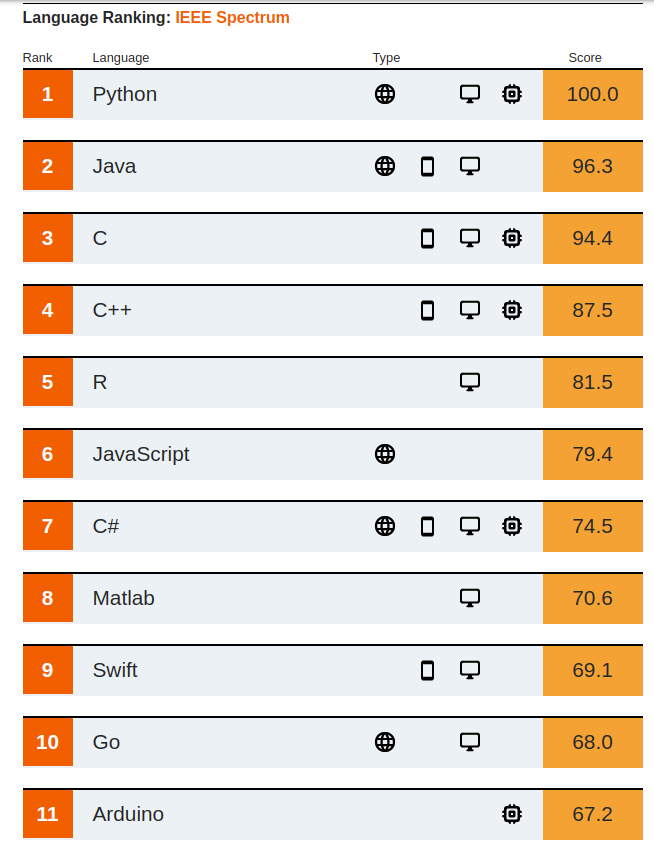 Language Ranking: IEEE Spectrum
Rank Language Type Score
1 Python 100.0
2 Java 96.3
3 C 94.4
4 C++ 87.5
5 R 81.5
6 JavaScript 79.4
7 C# 74.5
8 Matlab 70.6
9 Swift 69.1
10 Go 68.0
11 Arduino 67.2